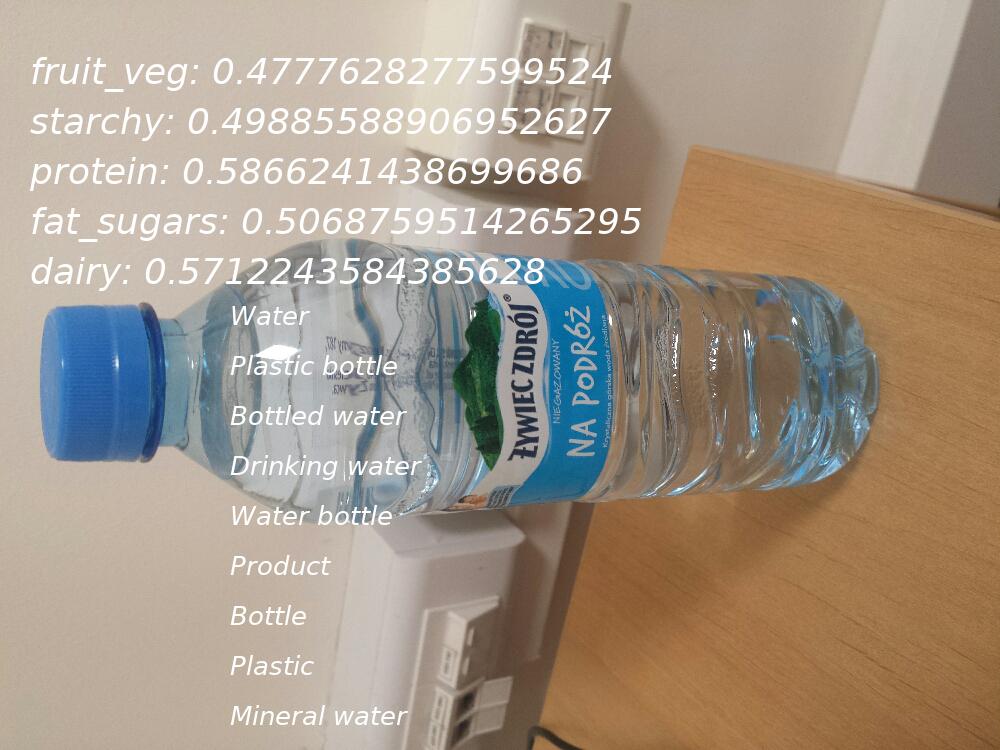 fruit_veg: 0.4777628277599524
starchy: 0.49885588906952627
protein: 0.5866241438699686
fat_sugars: 0.5068759514265295
dairy: 0.5712243584385628
Water
Plastic bottle
Bottled water
Drinking water
Water bottle
Product
Bottle
Plastic
Mineral water
ŻYWIEC ZDRÓJ®
NIEGAZOWANY
NA PODRÓŻ
Krystaliczna górska woda źródlana